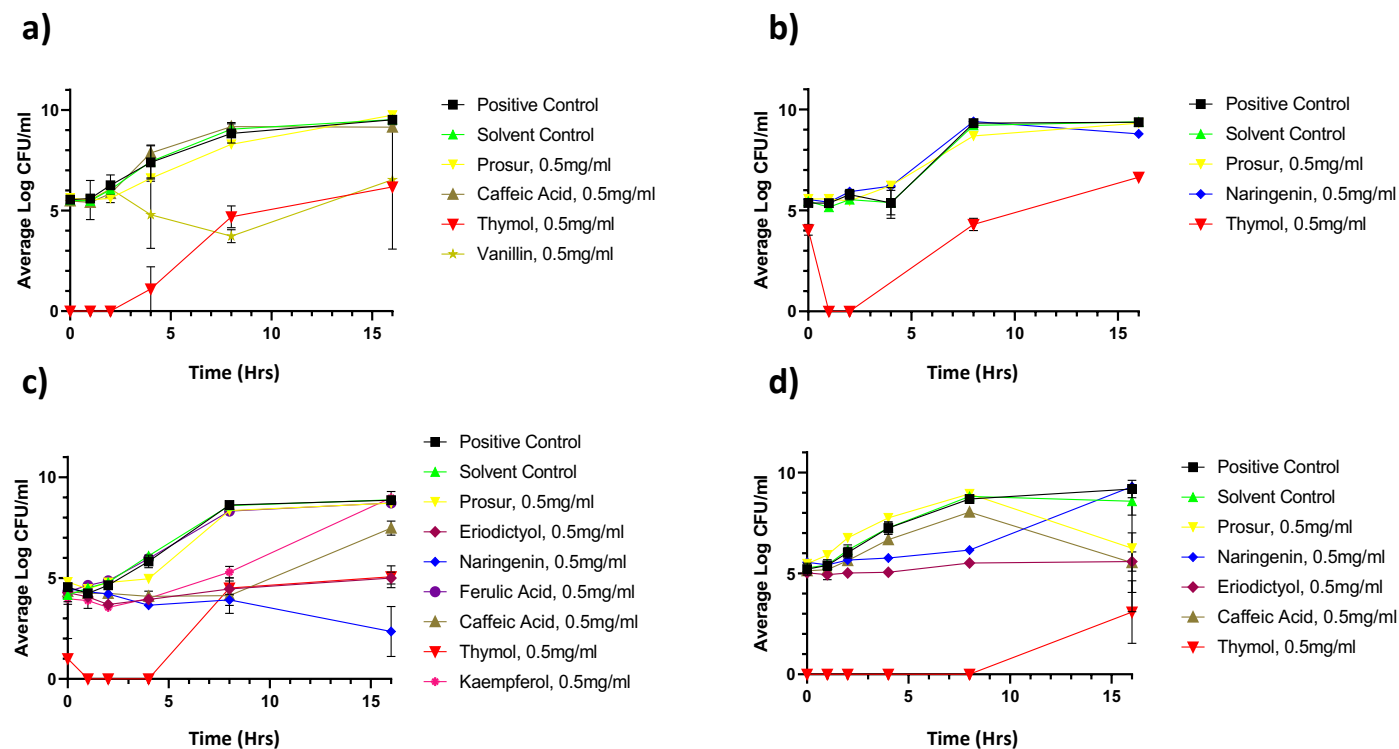 a)
Average Log CFU/ml
10
5
0
0 5 10 15
Time (Hrs)
Positive Control
Solvent Control
Prosur, 0.5mg/ml
Caffeic Acid, 0.5mg/ml
Thymol, 0.5mg/ml
Vanillin, 0.5mg/ml
b)
Average Log CFU/ml
10
5
0
0 5 10 15
Time (Hrs)
Positive Control
Solvent Control
Prosur, 0.5mg/ml
Naringenin, 0.5mg/ml
Thymol, 0.5mg/ml
c)
Average Log CFU/ml
10
5
0
0 5 10 15
Time (Hrs)
Positive Control
Solvent Control
Prosur, 0.5mg/ml
Eriodictyol, 0.5mg/ml
Naringenin, 0.5mg/ml
Ferulic Acid, 0.5mg/ml
Caffeic Acid, 0.5mg/ml
Thymol, 0.5mg/ml
Kaempferol, 0.5mg/ml
d)
Average Log CFU/ml
10
5
0
0 5 10 15
Time (Hrs)
Positive Control
Solvent Control
Prosur, 0.5mg/ml
Naringenin, 0.5mg/ml
Eriodictyol, 0.5mg/ml
Caffeic Acid, 0.5mg/ml
Thymol, 0.5mg/ml